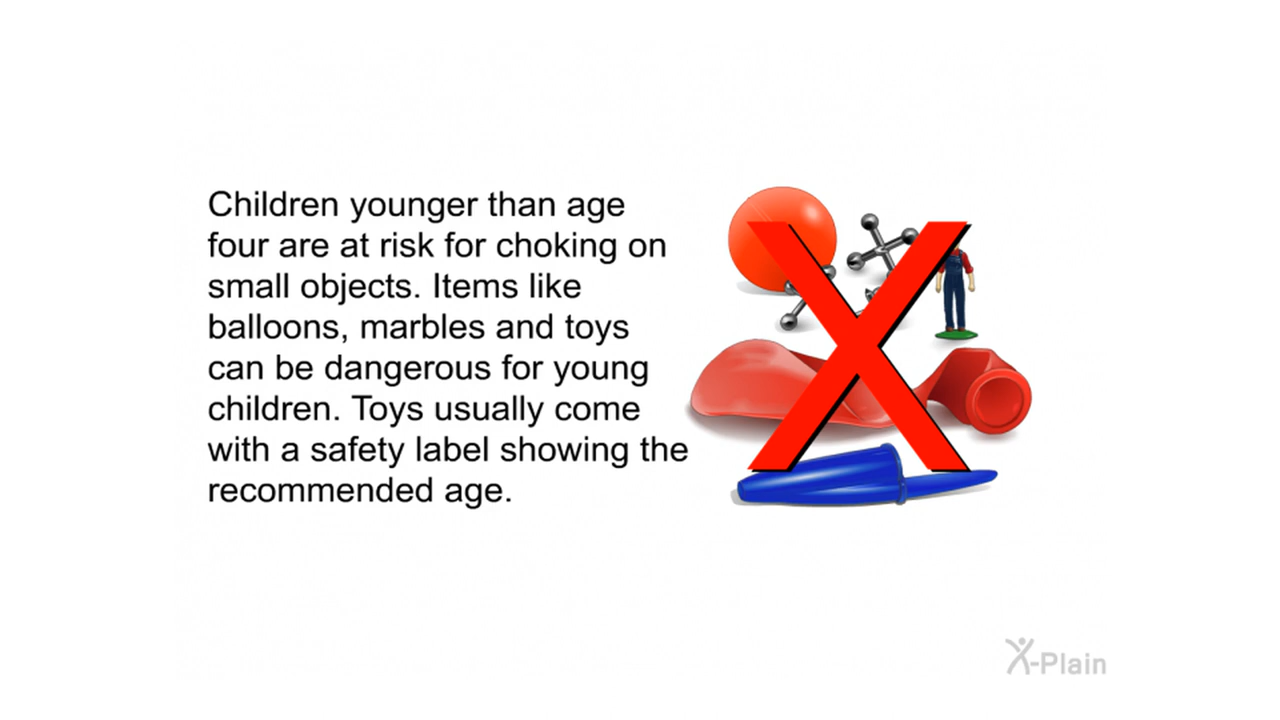 Children younger than age
four are at risk for choking on
small objects. Items like
balloons, marbles and toys
can be dangerous for young
children. Toys usually come
with a safety label showing the
recommended age.
X-Plain